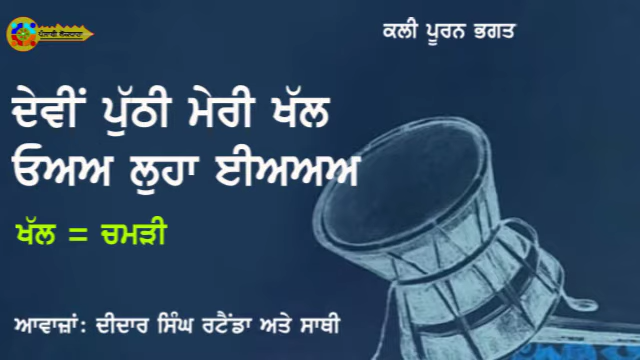 ਕਲੀ ਪੂਰਨ ਭਗਤ
ਦੇਵੀਂ ਪੁੱਠੀ ਮੇਰੀ ਖੱਲ
ਓਅਅ ਲੁਹਾ ਈਅਅਅ
ਖੱਲ = ਚਮੜੀ
ਆਵਾਜ਼ਾਂ: ਦੀਦਾਰ ਸਿੰਘ ਰਟੈਂਡਾ ਅਤੇ ਸਾਥੀ